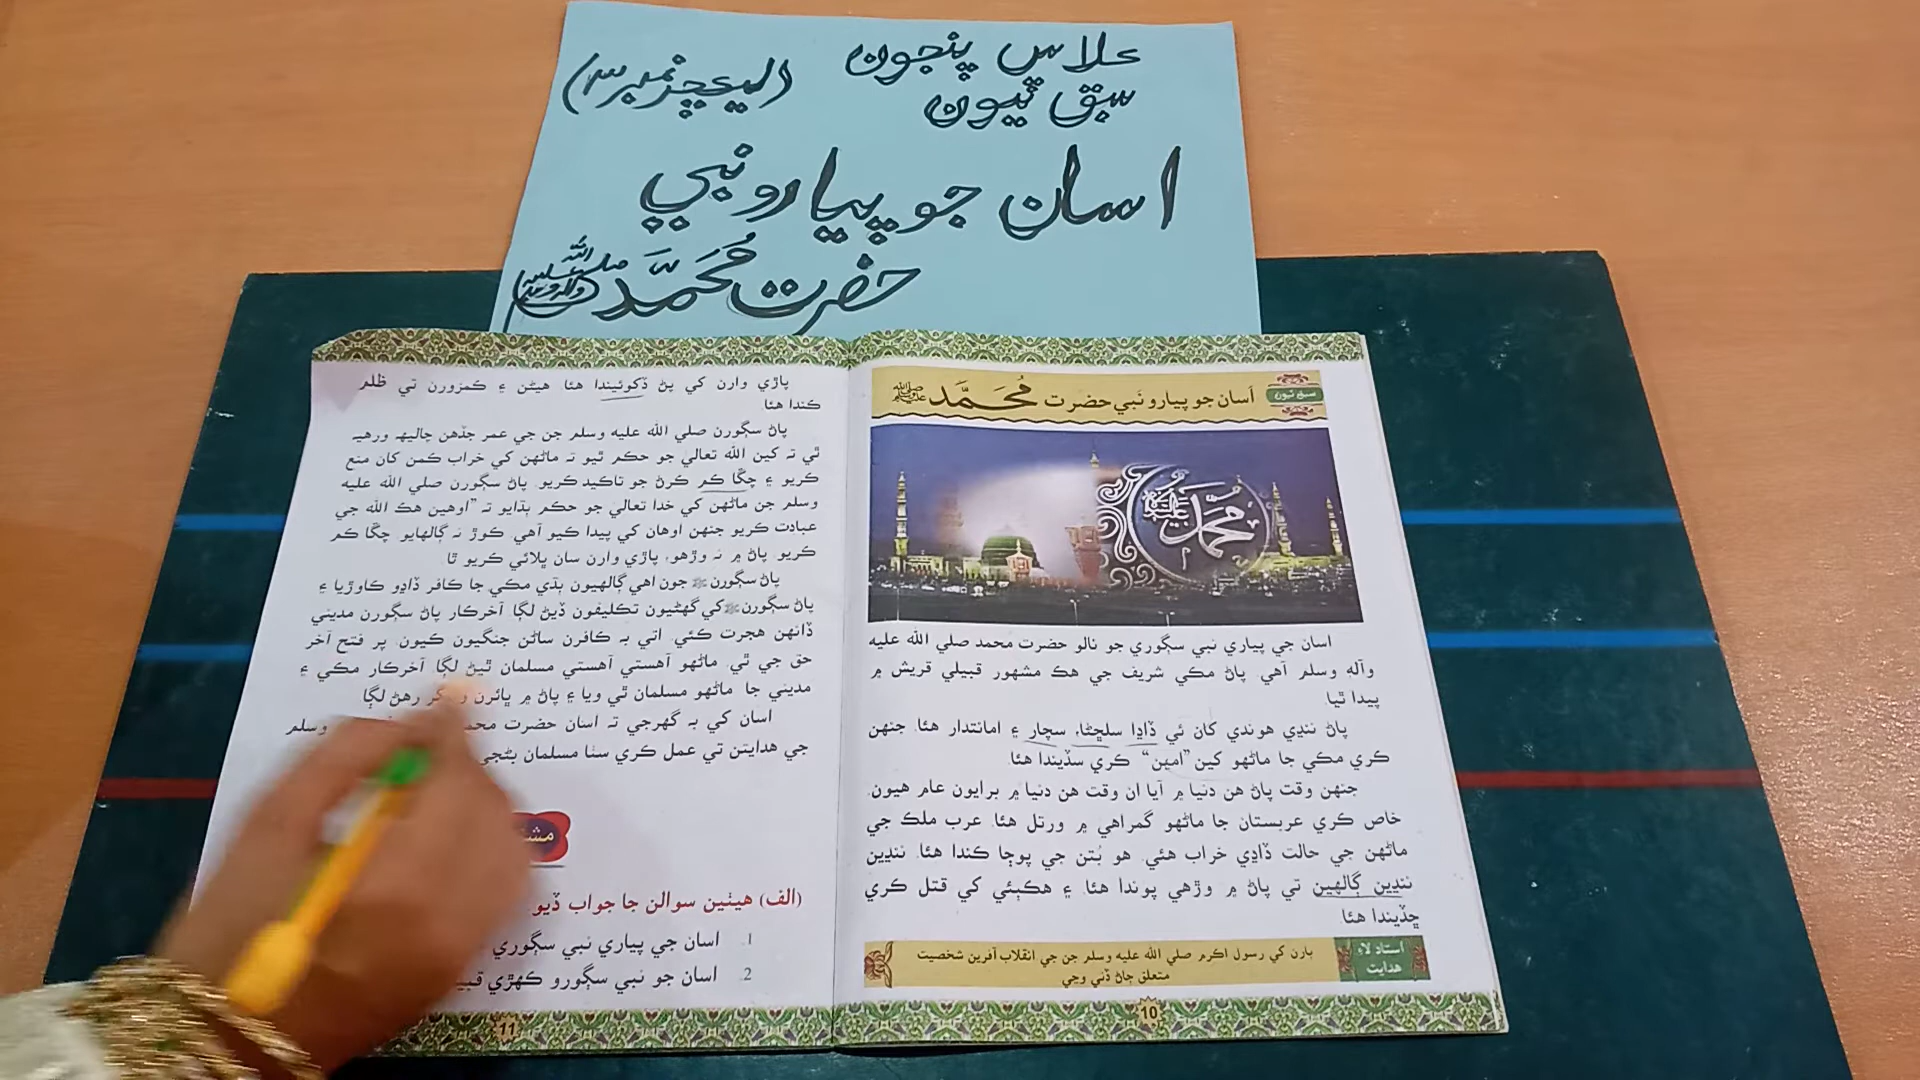 ڪلاس پنجون
سبق ٽيون
(ليڪچر نمبر ۳)
اسان جو پيارو نبي
حضرت مُحَمَّد صلي الله عليه وآله وسلم
سبق ٽيون
اَسان جو پيارو نَبي حضرت مُحَمَّد صلى الله عليه وسلم
مُحَمَّد
اسان جي پياري نبي سڳوري جو نالو حضرت محمد صلي الله عليه
وآله وسلم آهي. پاڻ مڪي شريف جي هڪ مشهور قبيلي قريش ۾
پيدا ٿيا.
پاڻ ننڍي هوندي کان ئي ڏاڍا سلڇڻا، سچار ۽ امانتدار هئا. جنهن
ڪري مڪي جا ماڻهو کين ”امين“ ڪري سڏيندا هئا.
جنهن وقت پاڻ هن دنيا ۾ آيا ان وقت هن دنيا ۾ برايون عام هيون.
خاص ڪري عربستان جا ماڻهو گمراهي ۾ ورتل هئا. عرب ملڪ جي
ماڻهن جي حالت ڏاڍي خراب هئي. هو بُتن جي پوڄا ڪندا هئا. ننڍين
ننڍين ڳالهين تي پاڻ ۾ وڙهي پوندا هئا. ۽ هڪٻئي کي قتل ڪري
ڇڏيندا هئا.
استاد لاءِ
هدايت
ٻارن کي رسول اڪرم صلي الله عليه وسلم جن جي انقلاب آفرين شخصيت
متعلق ڄاڻ ڏني وڃي
10
پاڙي وارن کي پڻ ڏکوئيندا هئا هيڻن ۽ ڪمزورن تي ظلم
ڪندا هئا.
پاڻ سڳورن صلي الله عليه وسلم جن جي عمر جڏهن چاليهه ورهيه
ٿي ته کين الله تعالي جو حڪم ٿيو ته ماڻهن کي خراب ڪمن کان منع
ڪريو ۽ چڱا ڪم ڪرڻ جو تاڪيد ڪريو. پاڻ سڳورن صلي الله عليه
وسلم جن ماڻهن کي خدا تعاليٰ جو حڪم ٻڌايو ته ”اوهين هڪ الله جي
عبادت ڪريو جنهن اوهان کي پيدا ڪيو آهي. ڪوڙ نه ڳالهايو. چڱا ڪم
ڪريو. پاڻ ۾ نه وڙهو، پاڙي وارن سان ڀلائي ڪريو ٿا.
پاڻ سڳورن ﷺ جون اهي ڳالهيون ٻڌي مڪي جا ڪافر ڏاڍو ڪاوڙيا ۽
پاڻ سڳورن ﷺ کي گهڻيون تڪليفون ڏيڻ لڳا. آخرڪار پاڻ سڳورن مديني
ڏانهن هجرت ڪئي. اتي به ڪافرن ساڻن جنگيون ڪيون. پر فتح آخر
حق جي ٿي. ماڻهو آهستي آهستي مسلمان ٿيڻ لڳا. آخرڪار مڪي ۽
مديني جا ماڻهو مسلمان ٿي ويا ۽ پاڻ ۾ ڀائرن رهڻ لڳا.
اسان کي به گهرجي ته اسان حضرت وسلم
جي هدايتن تي عمل ڪري سٺا مسلمان
(الف) هيٺين سوالن جا جواب ڏيو
1. اسان جي پياري نبي سڳوري
2. اسان جو نبي سڳورو ڪهڙي
11